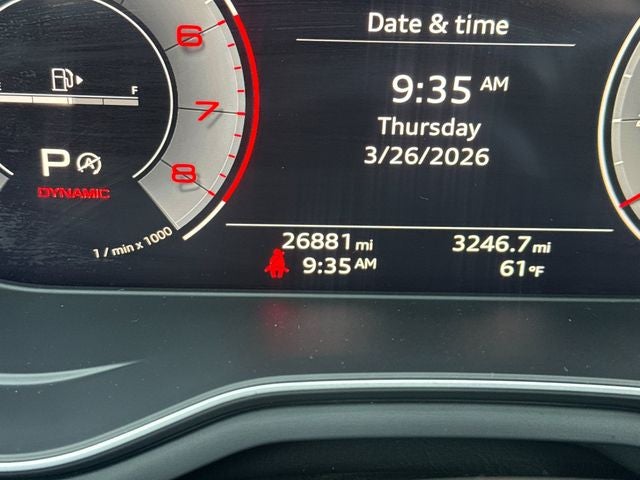 Date & time
9:35 AM
Thursday
3/26/2026
6
7
8
F
P
DYNAMIC
1 / min x 1000
26881 mi 3246.7 mi
9:35 AM 61°F